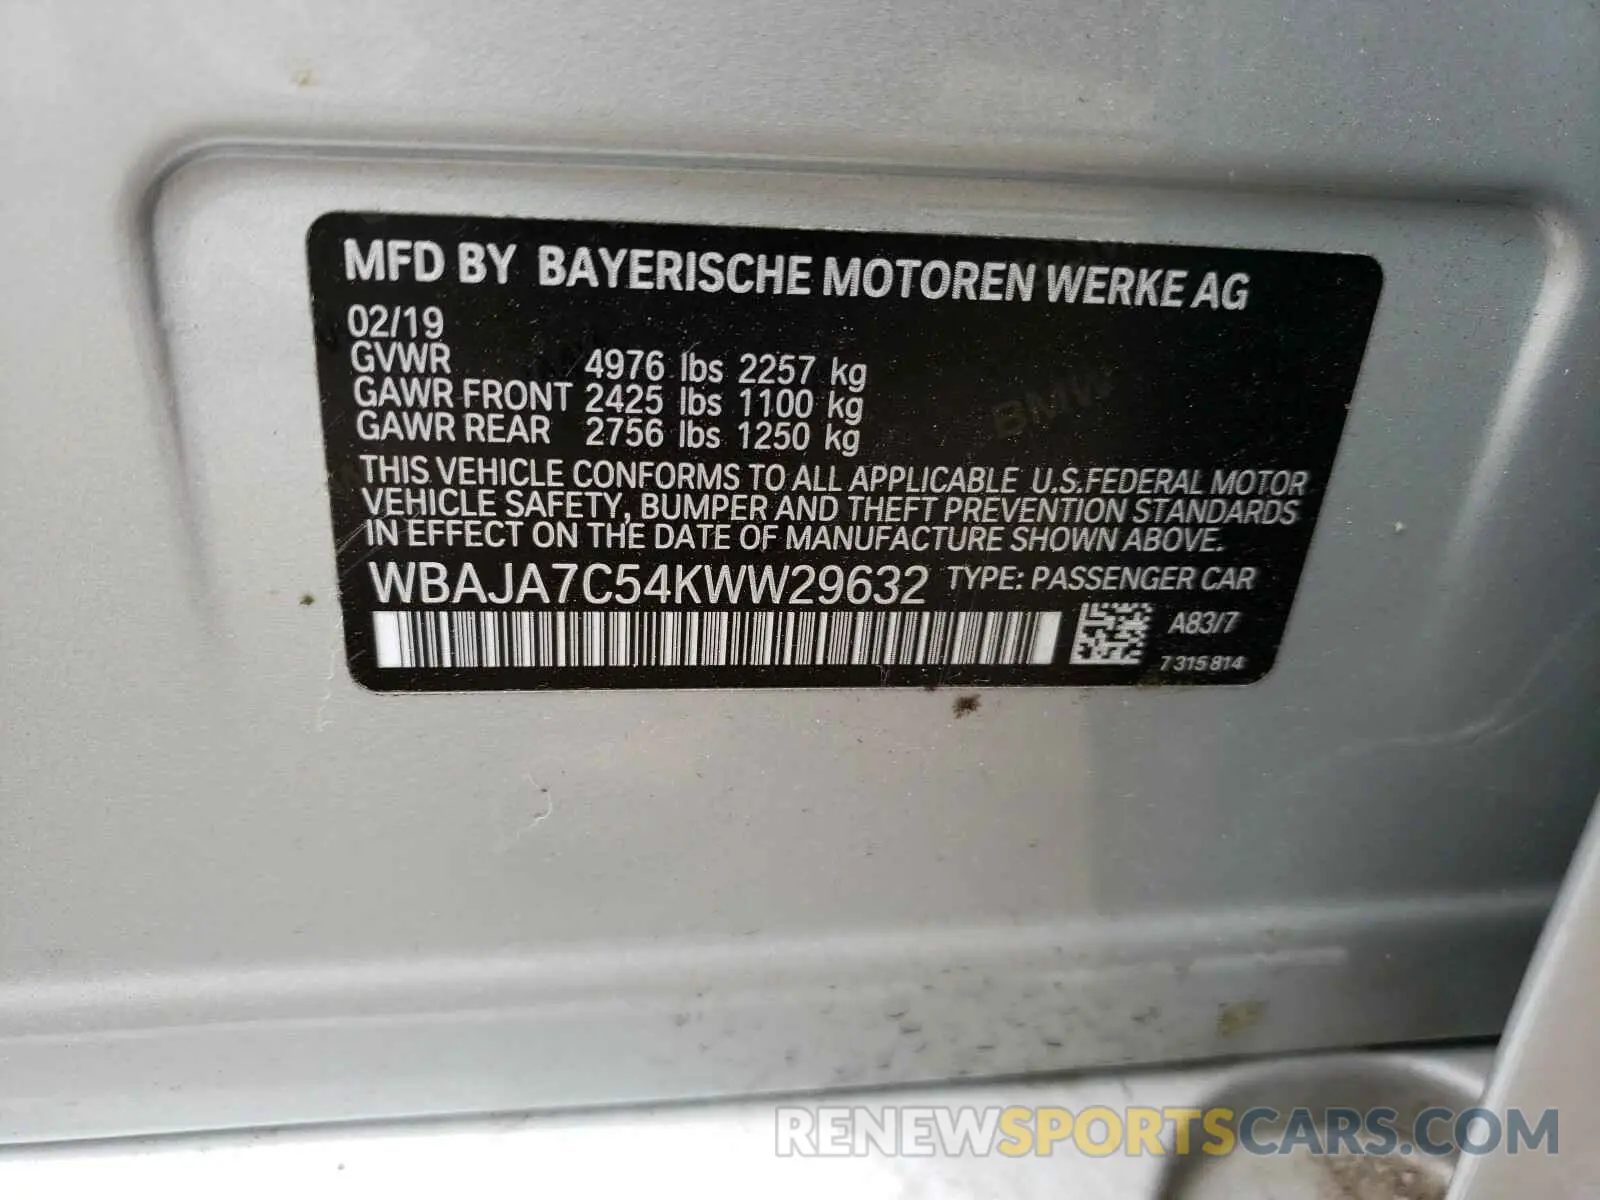 MFD BY BAYERISCHE MOTOREN WERKE AG
02/19
GVWR 4976 lbs 2257 kg
GAWR FRONT 2425 lbs 1100 kg
GAWR REAR 2756 lbs 1250 kg
THIS VEHICLE CONFORMS TO ALL APPLICABLE U.S.FEDERAL MOTOR
VEHICLE SAFETY, BUMPER AND THEFT PREVENTION STANDARDS
IN EFFECT ON THE DATE OF MANUFACTURE SHOWN ABOVE.
WBAJA7C54KWW29632 TYPE: PASSENGER CAR
A83/7
7 315 814
BMW
RENEWSPORTSCARS.COM